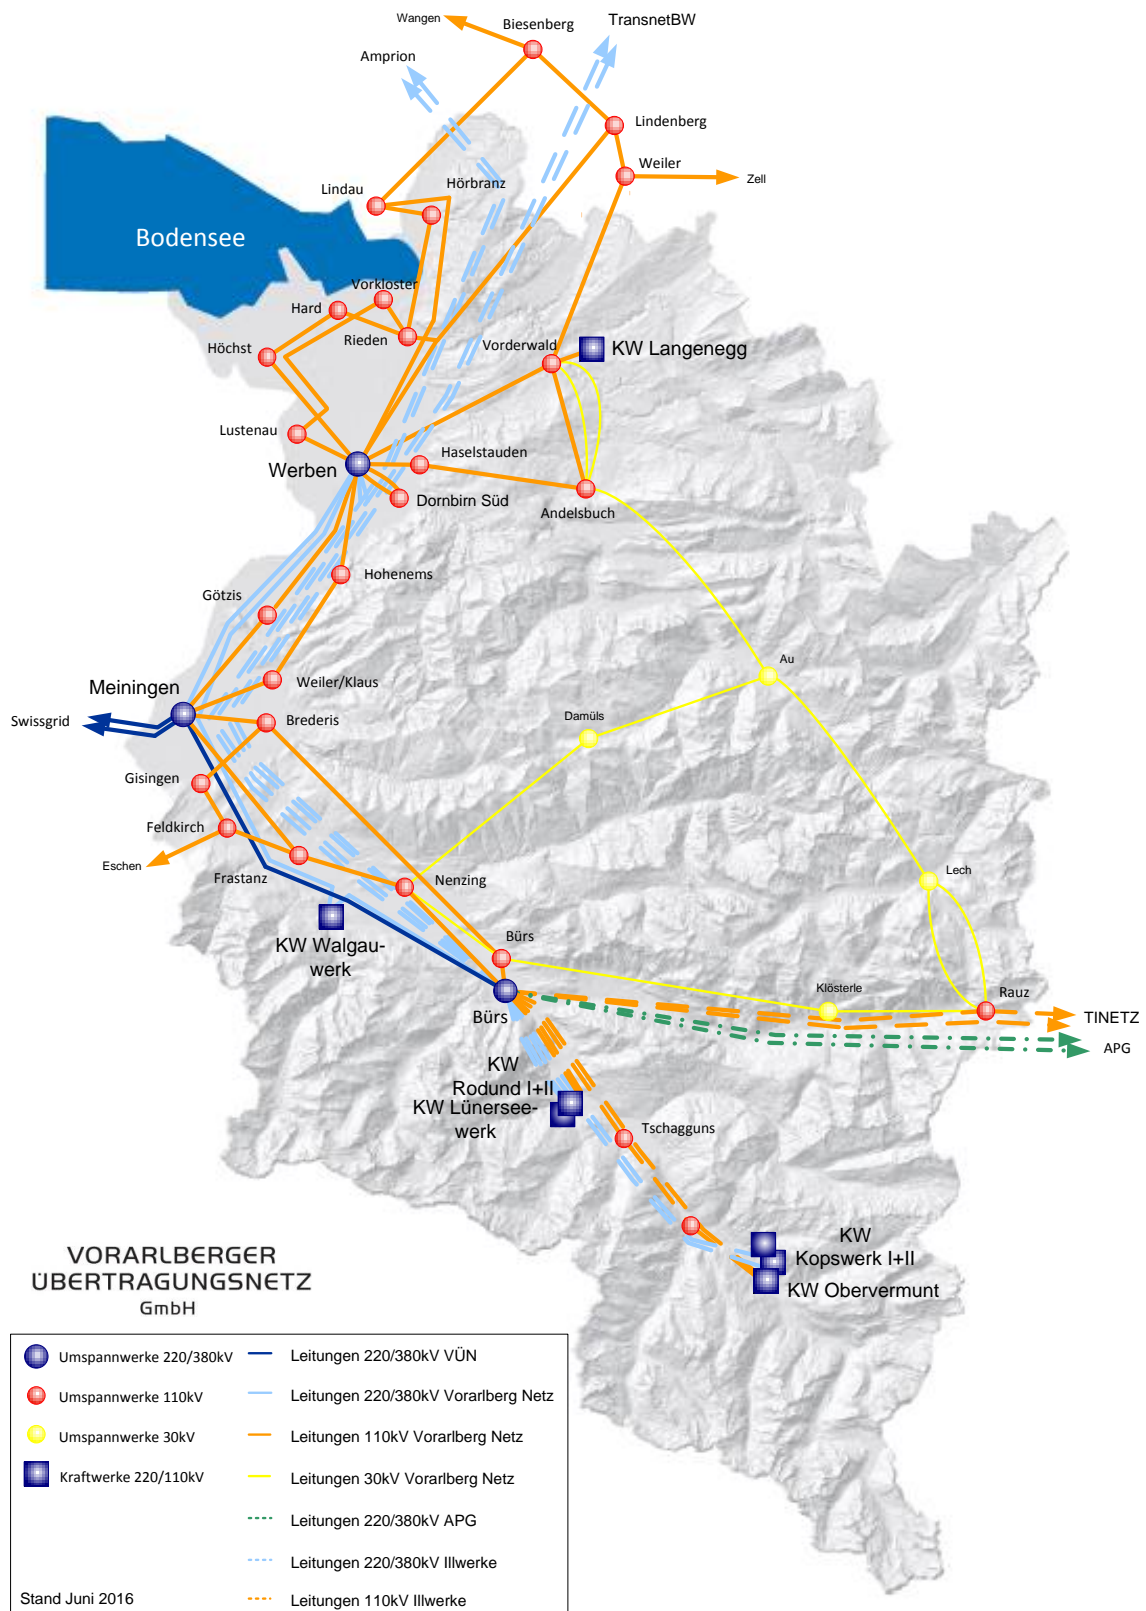 Wangen
Biesenberg
TransnetBW
Amprion
Lindenberg
Weiler
Zell
Hörbranz
Lindau
Bodensee
Vorkloster
Hard
Rieden
Höchst
Vorderwald
KW Langenegg
Lustenau
Werben
Haselstauden
Dornbirn Süd
Andelsbuch
Hohenems
Götzis
Au
Weiler/Klaus
Meiningen
Damüls
Swissgrid
Brederis
Gisingen
Feldkirch
Eschen
Frastanz
Nenzing
Lech
KW Walgau-
werk
Bürs
Klösterle
Rauz
Bürs
TINETZ
APG
KW
Rodund I+II
KW Lünersee-
werk
Tschagguns
KW
Kopswerk I+II
KW Obervermunt
VORARLBERGER
ÜBERTRAGUNGSNETZ
GmbH
Umspannwerke 220/380kV
Leitungen 220/380kV VÜN
Umspannwerke 110kV
Leitungen 220/380kV Vorarlberg Netz
Umspannwerke 30kV
Leitungen 110kV Vorarlberg Netz
Kraftwerke 220/110kV
Leitungen 30kV Vorarlberg Netz
Leitungen 220/380kV APG
Leitungen 220/380kV Illwerke
Leitungen 110kV Illwerke
Stand Juni 2016